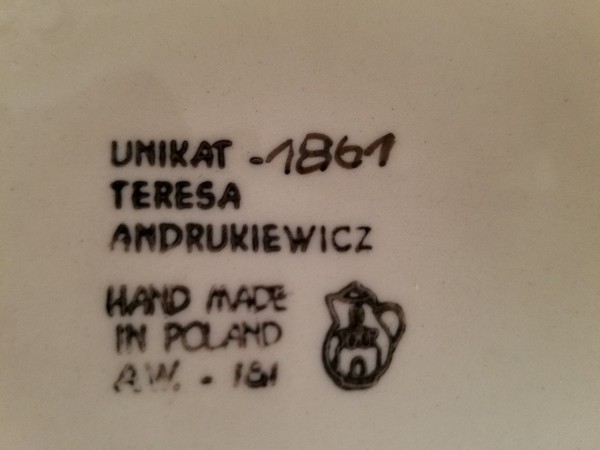 UNIKAT -1861
TERESA
ANDRUKIEWICZ
HAND MADE
IN POLAND
A.W. - 181